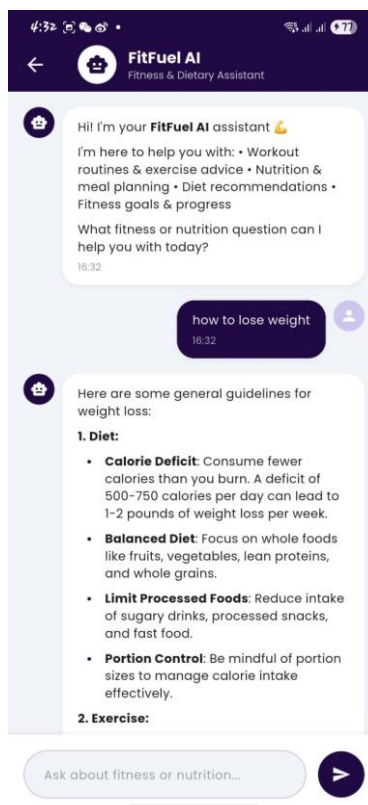 4:32
77
FitFuel AI
Fitness & Dietary Assistant
Hi! I'm your FitFuel AI assistant 💪
I'm here to help you with: • Workout
routines & exercise advice • Nutrition &
meal planning • Diet recommendations •
Fitness goals & progress
What fitness or nutrition question can I
help you with today?
16:32
how to lose weight
16:32
Here are some general guidelines for
weight loss:
1. Diet:
• Calorie Deficit: Consume fewer
calories than you burn. A deficit of
500-750 calories per day can lead to
1-2 pounds of weight loss per week.
• Balanced Diet: Focus on whole foods
like fruits, vegetables, lean proteins,
and whole grains.
• Limit Processed Foods: Reduce intake
of sugary drinks, processed snacks,
and fast food.
• Portion Control: Be mindful of portion
sizes to manage calorie intake
effectively.
2. Exercise:
Ask about fitness or nutrition...